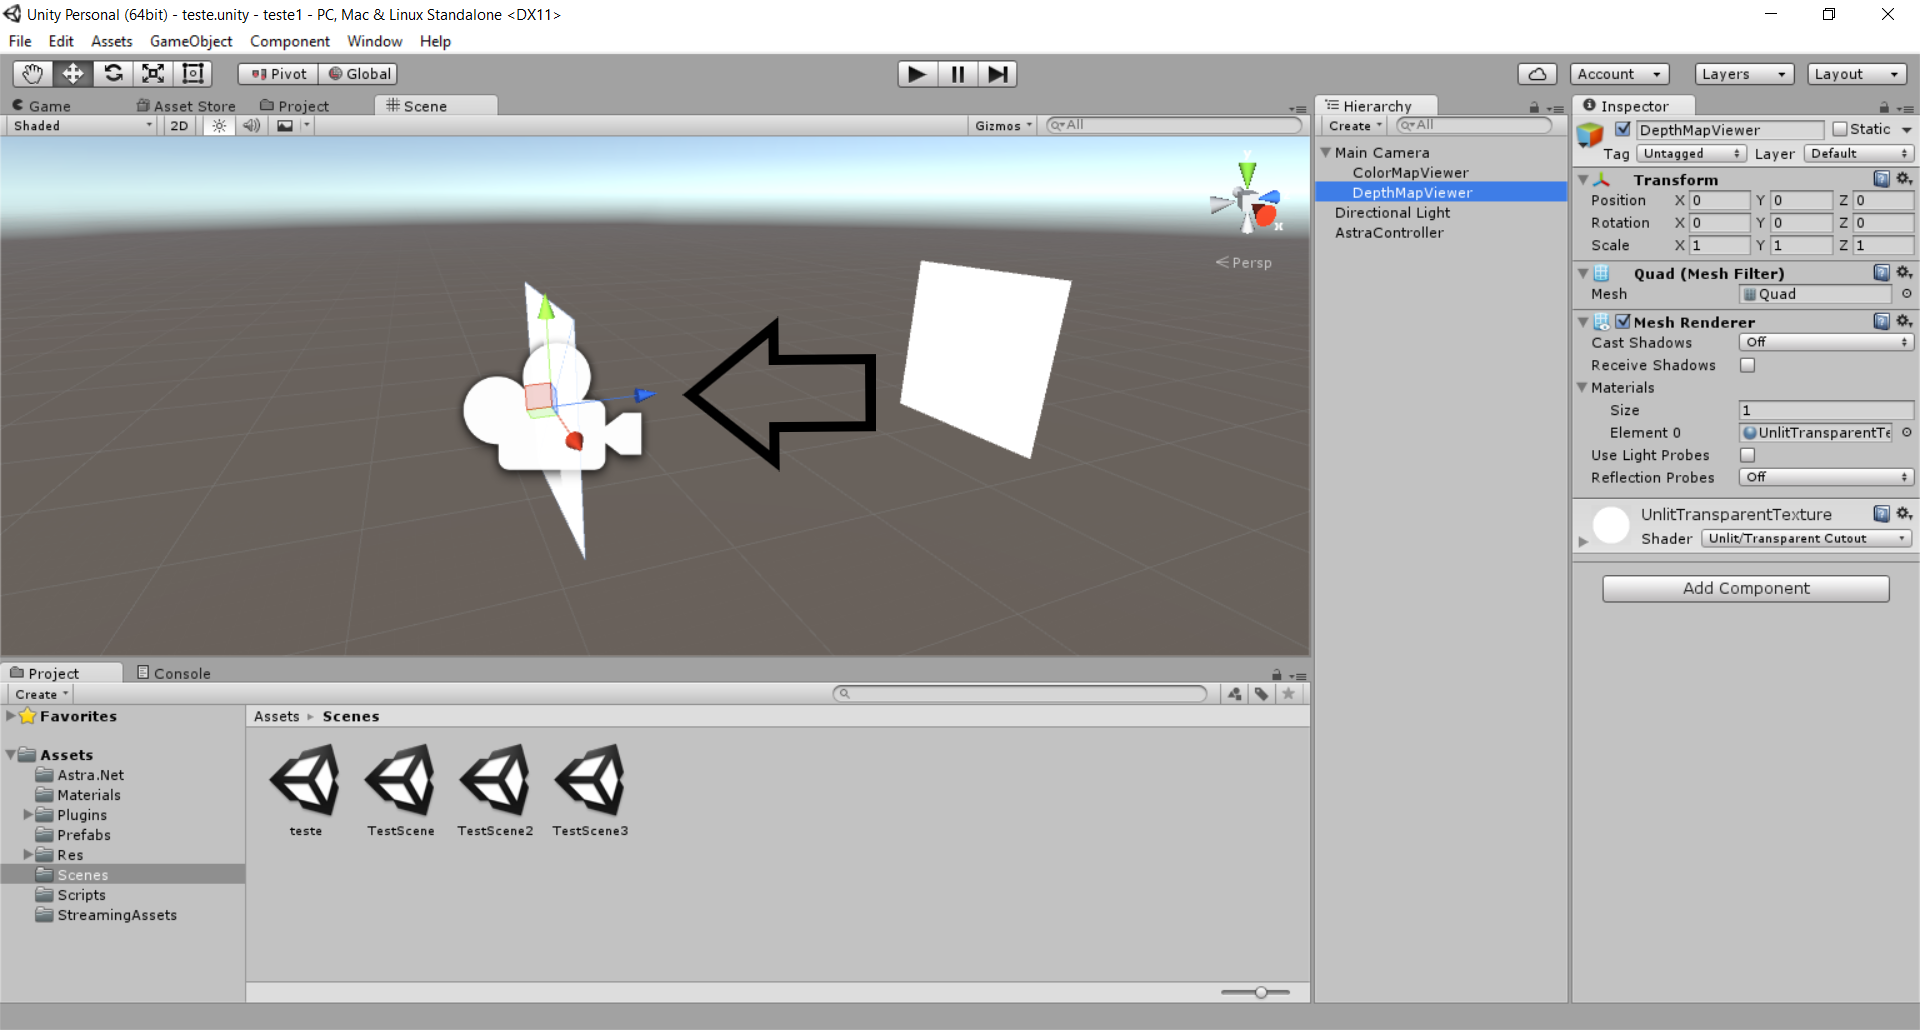 Unity Personal (64bit) - teste.unity - teste1 - PC, Mac & Linux Standalone <DX11>
File Edit Assets GameObject Component Window Help
Pivot Global Account Layers Layout
Game Asset Store Project Scene
Shaded 2D Gizmos All
y
x
Persp
Hierarchy
Create All
Main Camera
ColorMapViewer
DepthMapViewer
Directional Light
AstraController
Inspector
DepthMapViewer Static
Tag Untagged Layer Default
Transform
Position X 0 Y 0 Z 0
Rotation X 0 Y 0 Z 0
Scale X 1 Y 1 Z 1
Quad (Mesh Filter)
Mesh Quad
Mesh Renderer
Cast Shadows Off
Receive Shadows
Materials
Size 1
Element 0 UnlitTransparentTe
Use Light Probes
Reflection Probes Off
UnlitTransparentTexture
Shader Unlit/Transparent Cutout
Add Component
Project Console
Create
Favorites
Assets
Astra.Net
Materials
Plugins
Prefabs
Res
Scenes
Scripts
StreamingAssets
Assets Scenes
teste TestScene TestScene2 TestScene3